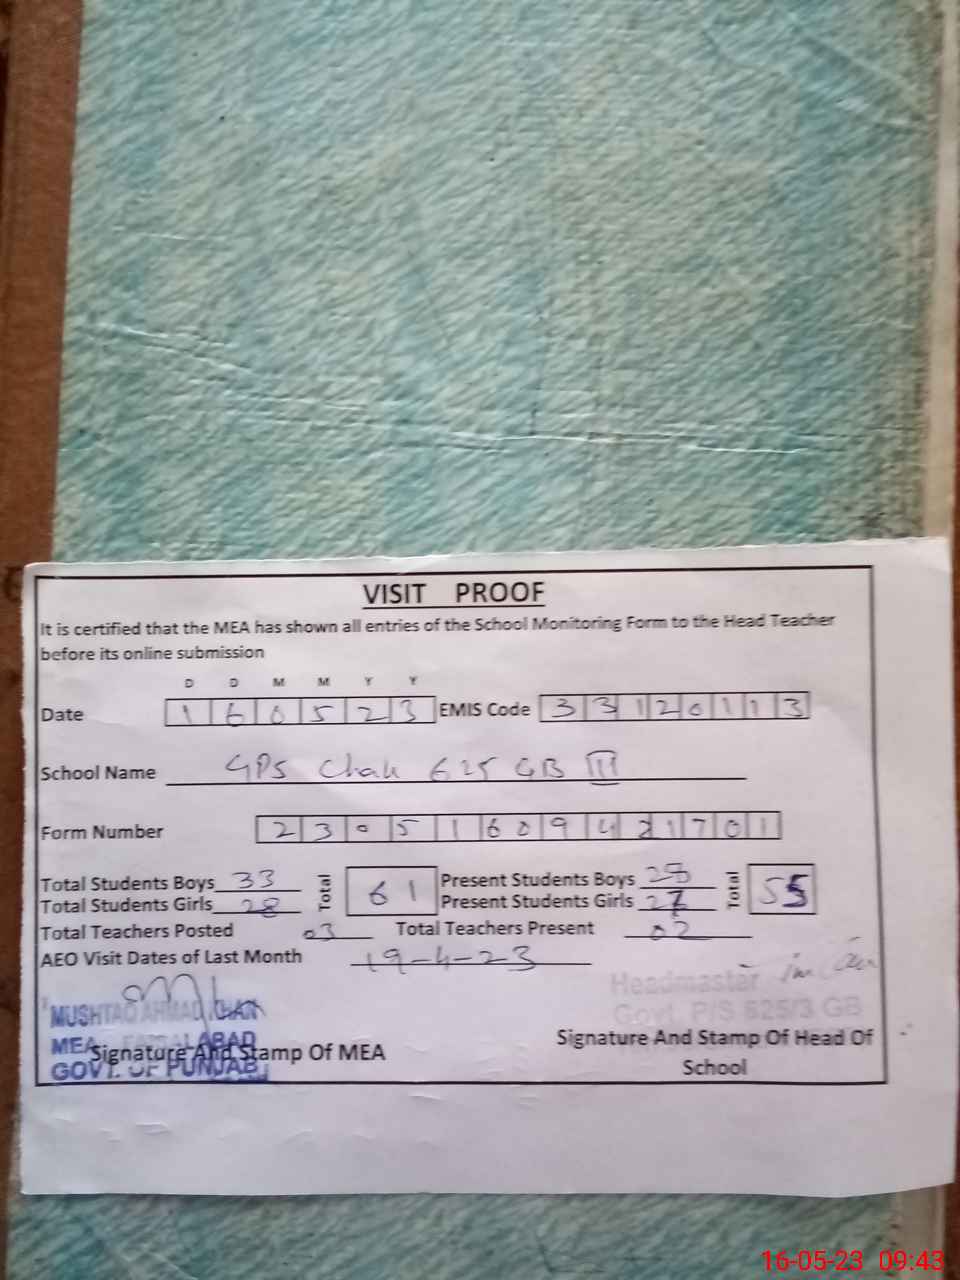 VISIT PROOF
It is certified that the MEA has shown all entries of the School Monitoring Form to the Head Teacher
before its online submission
D D M M Y Y
Date 1 6 0 5 2 3 EMIS Code 3 3 1 2 0 1 1 3
School Name GPS Chak 625 GB III
Form Number 2 3 0 5 1 6 0 9 4 2 1 7 0 1
Total Students Boys 33 Total 61 Present Students Boys 28 Total 55
Total Students Girls 28 Present Students Girls 27
Total Teachers Posted 03 Total Teachers Present 02
AEO Visit Dates of Last Month 19-4-23
Headmaster
MUSHTAQ AHMAD KHAN Govt. P/S 625/3 GB
MEA FAISALABAD
Signature And Stamp Of MEA Signature And Stamp Of Head Of
GOVT. OF PUNJAB School
16-05-23 09:43